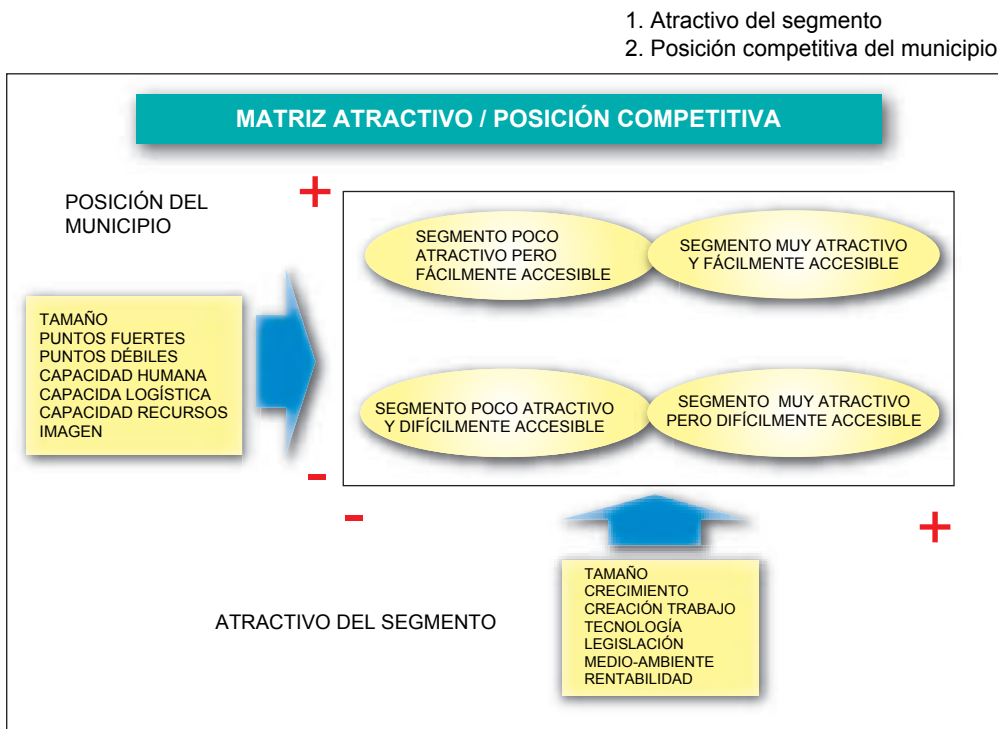 1. Atractivo del segmento
2. Posición competitiva del municipio
MATRIZ ATRACTIVO / POSICIÓN COMPETITIVA
POSICIÓN DEL
MUNICIPIO
+
SEGMENTO POCO
ATRACTIVO PERO
FÁCILMENTE ACCESIBLE
SEGMENTO MUY ATRACTIVO
Y FÁCILMENTE ACCESIBLE
TAMAÑO
PUNTOS FUERTES
PUNTOS DÉBILES
CAPACIDAD HUMANA
CAPACIDA LOGÍSTICA
CAPACIDAD RECURSOS
IMAGEN
SEGMENTO POCO ATRACTIVO
Y DIFÍCILMENTE ACCESIBLE
SEGMENTO MUY ATRACTIVO
PERO DIFÍCILMENTE ACCESIBLE
-
-
+
ATRACTIVO DEL SEGMENTO
TAMAÑO
CRECIMIENTO
CREACIÓN TRABAJO
TECNOLOGÍA
LEGISLACIÓN
MEDIO-AMBIENTE
RENTABILIDAD